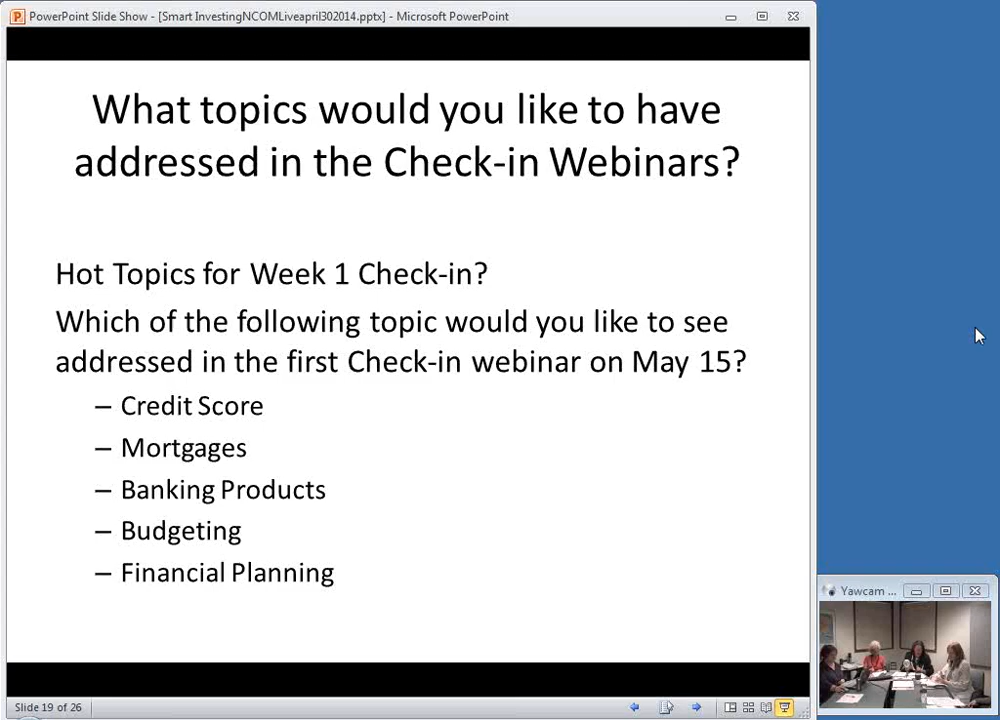 PowerPoint Slide Show - [Smart InvestingNCOMLiveapril302014.pptx] - Microsoft PowerPoint
What topics would you like to have
addressed in the Check-in Webinars?
Hot Topics for Week 1 Check-in?
Which of the following topic would you like to see
addressed in the first Check-in webinar on May 15?
– Credit Score
– Mortgages
– Banking Products
– Budgeting
– Financial Planning
Yawcam ...
Slide 19 of 26